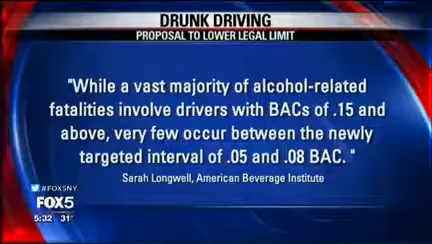 DRUNK DRIVING
PROPOSAL TO LOWER LEGAL LIMIT
"While a vast majority of alcohol-related
fatalities involve drivers with BACs of .15 and
above, very few occur between the newly
targeted interval of .05 and .08 BAC. "
Sarah Longwell, American Beverage Institute
#FOX5NY
FOX5
5:32 31°